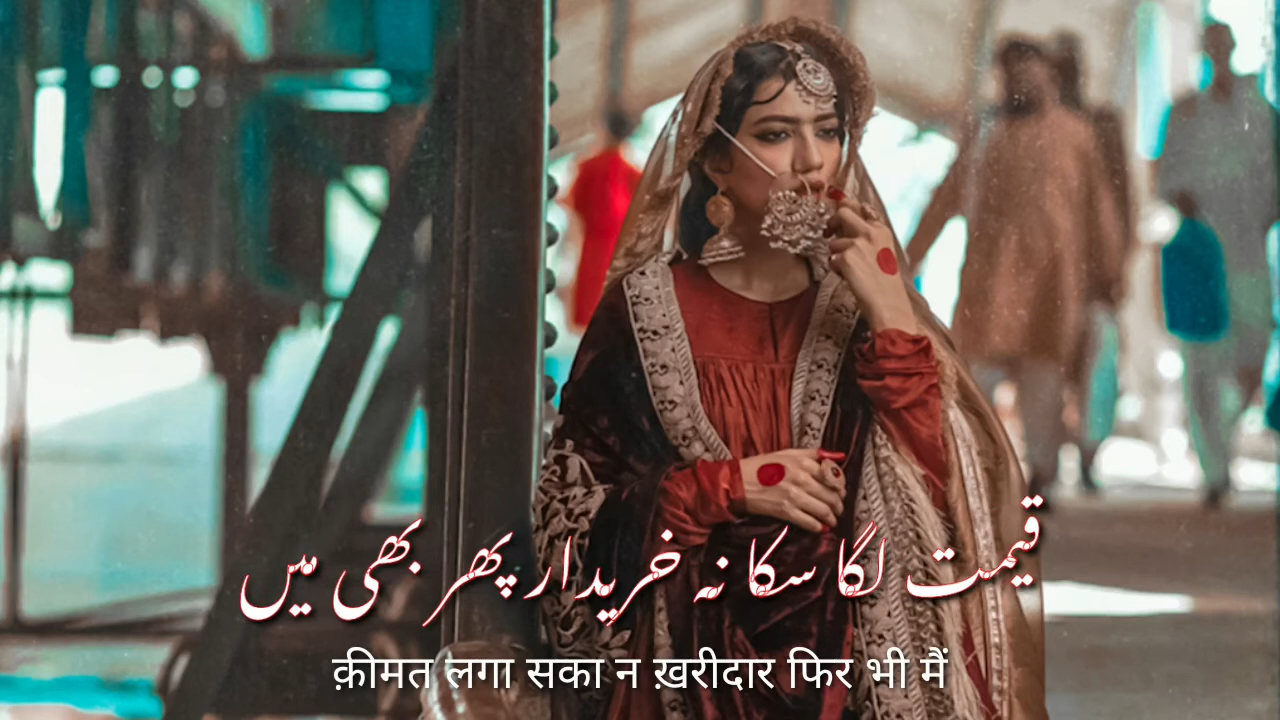 قیمت لگا سکا نہ خریدار پھر بھی میں
क़ीमत लगा सका न ख़रीदार फिर भी मैं